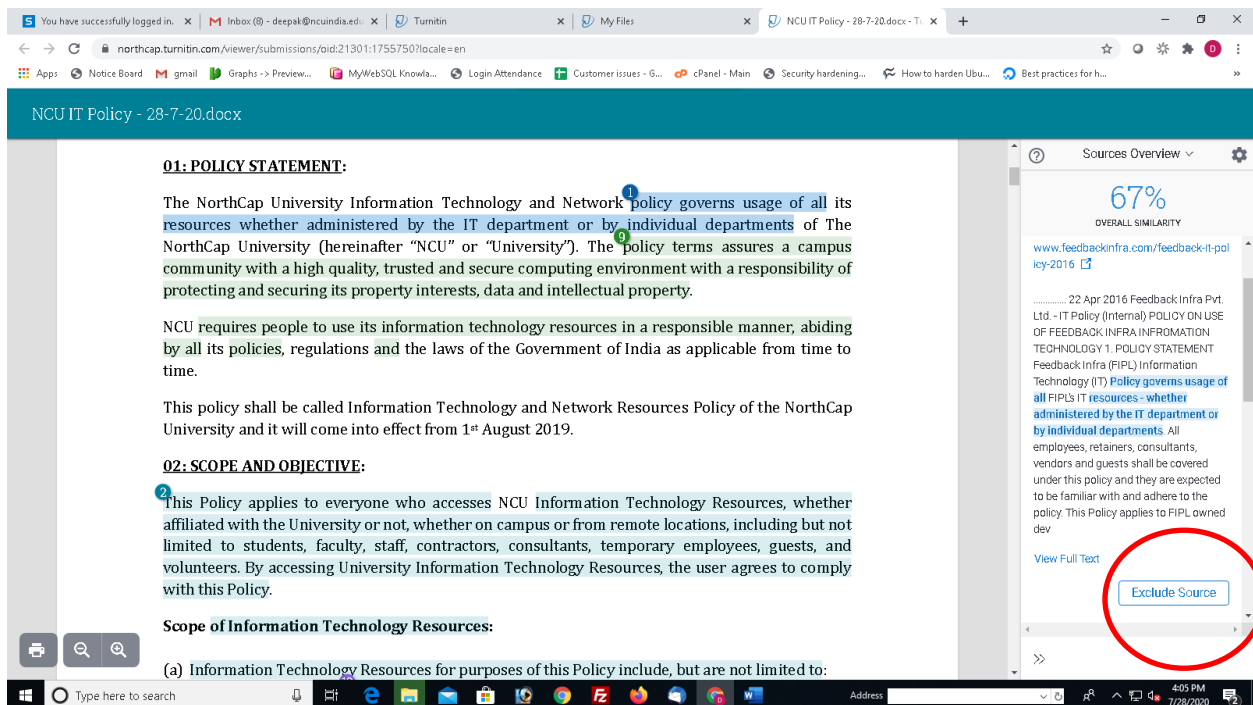 You have successfully logged in.
Inbox (8) - deepak@ncuindia.edu
Turnitin
My Files
NCU IT Policy - 28-7-20.docx - Tu
northcap.turnitin.com/viewer/submissions/oid:21301:1755750?locale=en
D
Apps
Notice Board
gmail
Graphs -> Preview...
MyWebSQL Knowla...
Login Attendance
Customer issues - G...
cPanel - Main
Security hardening...
How to harden Ubu...
Best practices for h...
NCU IT Policy - 28-7-20.docx
01: POLICY STATEMENT:
The NorthCap University Information Technology and Network policy governs usage of all its
resources whether administered by the IT department or by individual departments of The
NorthCap University (hereinafter “NCU” or “University”). The policy terms assures a campus
community with a high quality, trusted and secure computing environment with a responsibility of
protecting and securing its property interests, data and intellectual property.
NCU requires people to use its information technology resources in a responsible manner, abiding
by all its policies, regulations and the laws of the Government of India as applicable from time to
time.
This policy shall be called Information Technology and Network Resources Policy of the NorthCap
University and it will come into effect from 1st August 2019.
02: SCOPE AND OBJECTIVE:
This Policy applies to everyone who accesses NCU Information Technology Resources, whether
affiliated with the University or not, whether on campus or from remote locations, including but not
limited to students, faculty, staff, contractors, consultants, temporary employees, guests, and
volunteers. By accessing University Information Technology Resources, the user agrees to comply
with this Policy.
Scope of Information Technology Resources:
(a) Information Technology Resources for purposes of this Policy include, but are not limited to:
1
9
2
Sources Overview
67%
OVERALL SIMILARITY
www.feedbackinfra.com/feedback-it-pol
icy-2016
.............. 22 Apr 2016 Feedback Infra Pvt.
Ltd. - IT Policy (Internal) POLICY ON USE
OF FEEDBACK INFRA INFROMATION
TECHNOLOGY 1. POLICY STATEMENT
Feedback Infra (FIPL) Information
Technology (IT) Policy governs usage of
all FIPL's IT resources - whether
administered by the IT department or
by individual departments. All
employees, retainers, consultants,
vendors and guests shall be covered
under this policy and they are expected
to be familiar with and adhere to the
policy. This Policy applies to FIPL owned
dev
View Full Text
Exclude Source
Type here to search
Address
4:05 PM
7/28/2020
2